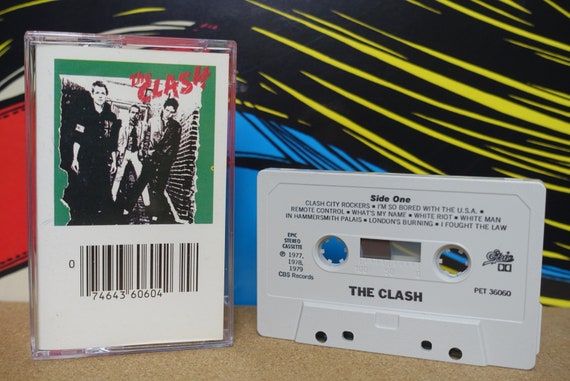 THE CLASH
0
74643 60604
Side One
CLASH CITY ROCKERS • I'M SO BORED WITH THE U.S.A. •
REMOTE CONTROL • WHAT'S MY NAME • WHITE RIOT • WHITE MAN
IN HAMMERSMITH PALAIS • LONDON'S BURNING • I FOUGHT THE LAW
EPIC
STEREO
CASSETTE
℗ 1977,
1978,
1979
CBS Records
Epic
THE CLASH
PET 36060